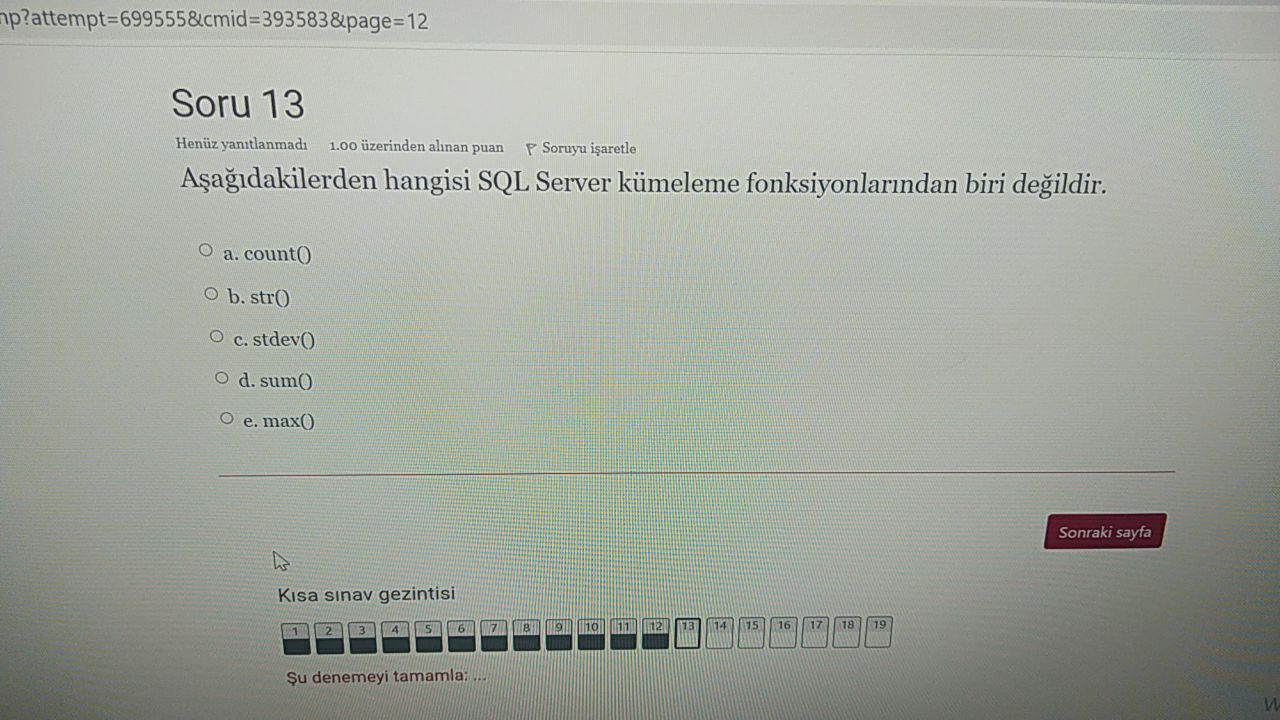 np?attempt=699555&cmid=393583&page=12
Soru 13
Henüz yanıtlanmadı 1.00 üzerinden alınan puan Soruyu işaretle
Aşağıdakilerden hangisi SQL Server kümeleme fonksiyonlarından biri değildir.
a. count()
b. str()
c. stdev()
d. sum()
e. max()
Sonraki sayfa
Kısa sınav gezintisi
1 2 3 4 5 6 7 8 9 10 11 12 13 14 15 16 17 18 19
Şu denemeyi tamamla: ...